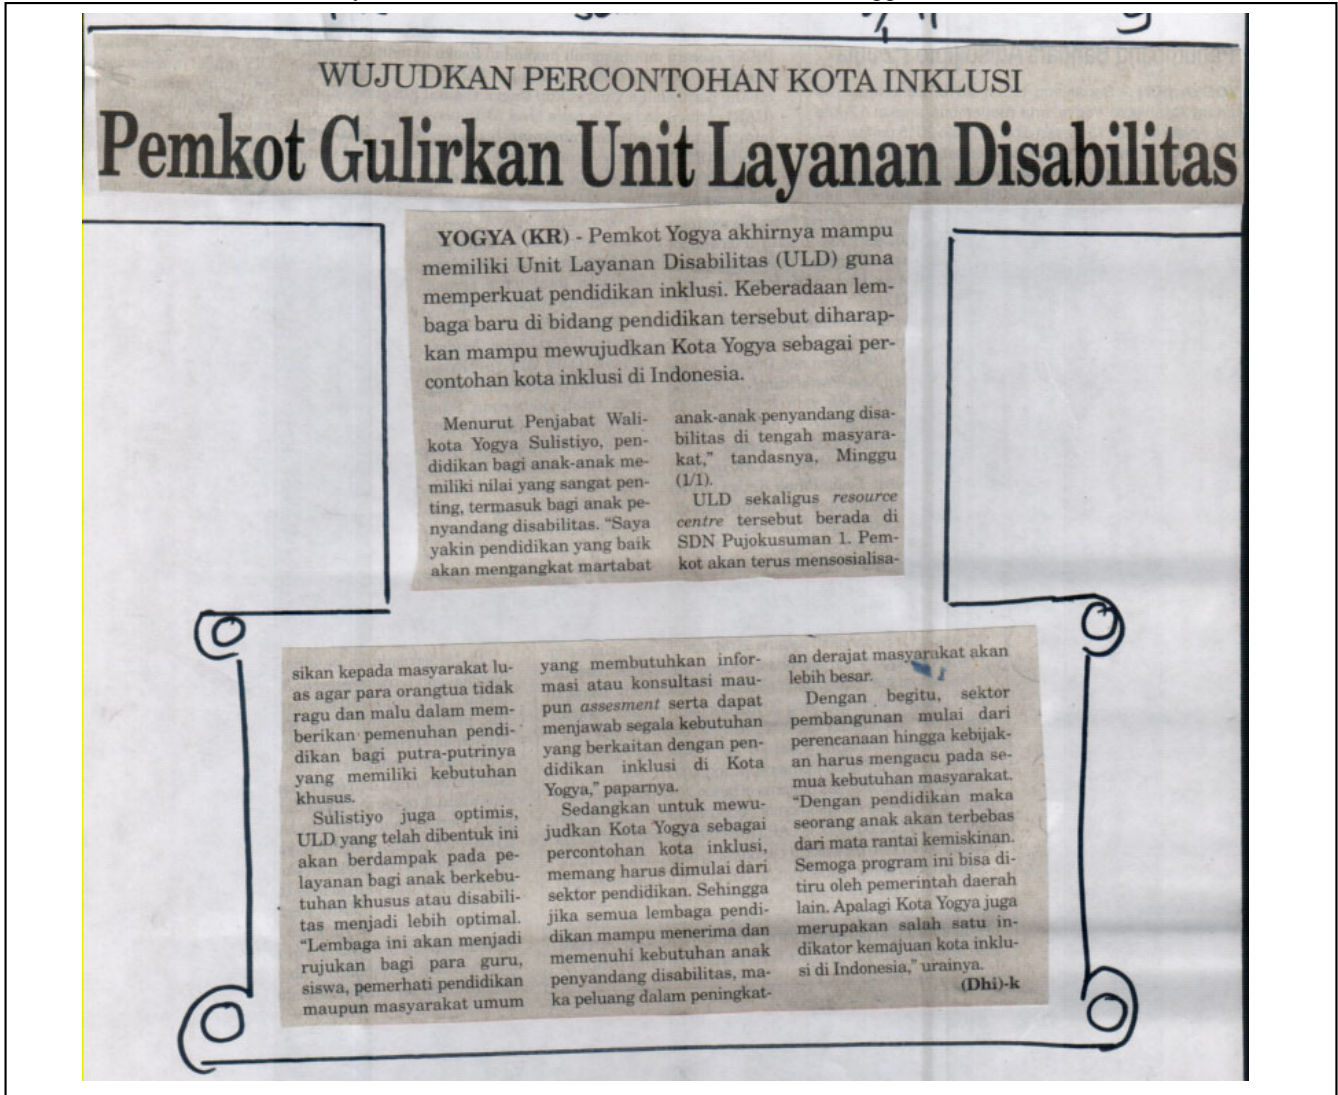 WUJUDKAN PERCONTOHAN KOTA INKLUSI
Pemkot Gulirkan Unit Layanan Disabilitas
YOGYA (KR) - Pemkot Yogya akhirnya mampu
memiliki Unit Layanan Disabilitas (ULD) guna
memperkuat pendidikan inklusi. Keberadaan lem-
baga baru di bidang pendidikan tersebut diharap-
kan mampu mewujudkan Kota Yogya sebagai per-
contohan kota inklusi di Indonesia.
Menurut Penjabat Wali-
kota Yogya Sulistiyo, pen-
didikan bagi anak-anak me-
miliki nilai yang sangat pen-
ting, termasuk bagi anak pe-
nyandang disabilitas. “Saya
yakin pendidikan yang baik
akan mengangkat martabat
anak-anak penyandang disa-
bilitas di tengah masyara-
kat,” tandasnya, Minggu
(1/1).
ULD sekaligus resource
centre tersebut berada di
SDN Pujokusuman 1. Pem-
kot akan terus mensosialisa-
sikan kepada masyarakat lu-
as agar para orangtua tidak
ragu dan malu dalam mem-
berikan pemenuhan pendi-
dikan bagi putra-putrinya
yang memiliki kebutuhan
khusus.
Sulistiyo juga optimis,
ULD yang telah dibentuk ini
akan berdampak pada pe-
layanan bagi anak berkebu-
tuhan khusus atau disabili-
tas menjadi lebih optimal.
“Lembaga ini akan menjadi
rujukan bagi para guru,
siswa, pemerhati pendidikan
maupun masyarakat umum
yang membutuhkan infor-
masi atau konsultasi mau-
pun assesment serta dapat
menjawab segala kebutuhan
yang berkaitan dengan pen-
didikan inklusi di Kota
Yogya,” paparnya.
Sedangkan untuk mewu-
judkan Kota Yogya sebagai
percontohan kota inklusi,
memang harus dimulai dari
sektor pendidikan. Sehingga
jika semua lembaga pendi-
dikan mampu menerima dan
memenuhi kebutuhan anak
penyandang disabilitas, ma-
ka peluang dalam peningkat-
an derajat masyarakat akan
lebih besar.
Dengan begitu, sektor
pembangunan mulai dari
perencanaan hingga kebijak-
an harus mengacu pada se-
mua kebutuhan masyarakat.
“Dengan pendidikan maka
seorang anak akan terbebas
dari mata rantai kemiskinan.
Semoga program ini bisa di-
tiru oleh pemerintah daerah
lain. Apalagi Kota Yogya juga
merupakan salah satu in-
dikator kemajuan kota inklu-
si di Indonesia,” urainya.
(Dhi)-k